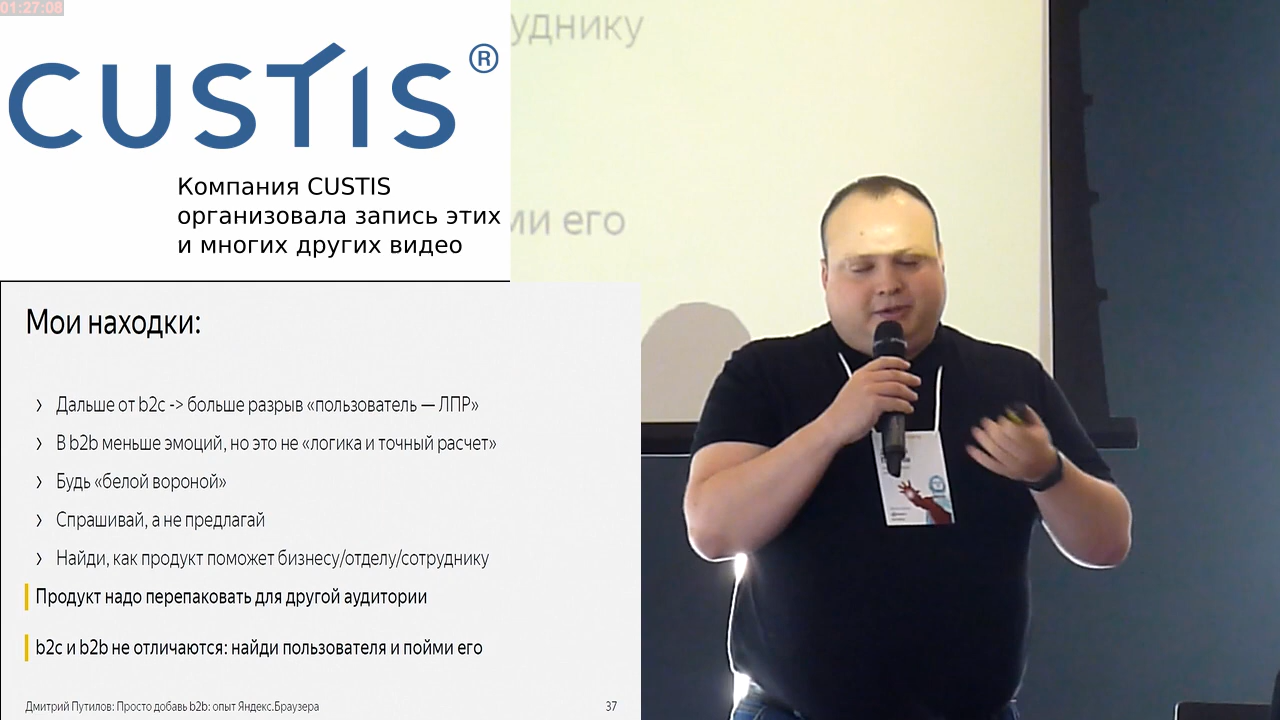 01:27:08
CUSTIS®
Компания CUSTIS
организовала запись этих
и многих других видео
уднику
ми его
Мои находки:
› Дальше от b2c -> больше разрыв «пользователь — ЛПР»
› В b2b меньше эмоций, но это не «логика и точный расчет»
› Будь «белой вороной»
› Спрашивай, а не предлагай
› Найди, как продукт поможет бизнесу/отделу/сотруднику
Продукт надо перепаковать для другой аудитории
b2c и b2b не отличаются: найди пользователя и пойми его
Дмитрий Путилов: Просто добавь b2b: опыт Яндекс.Браузера
37